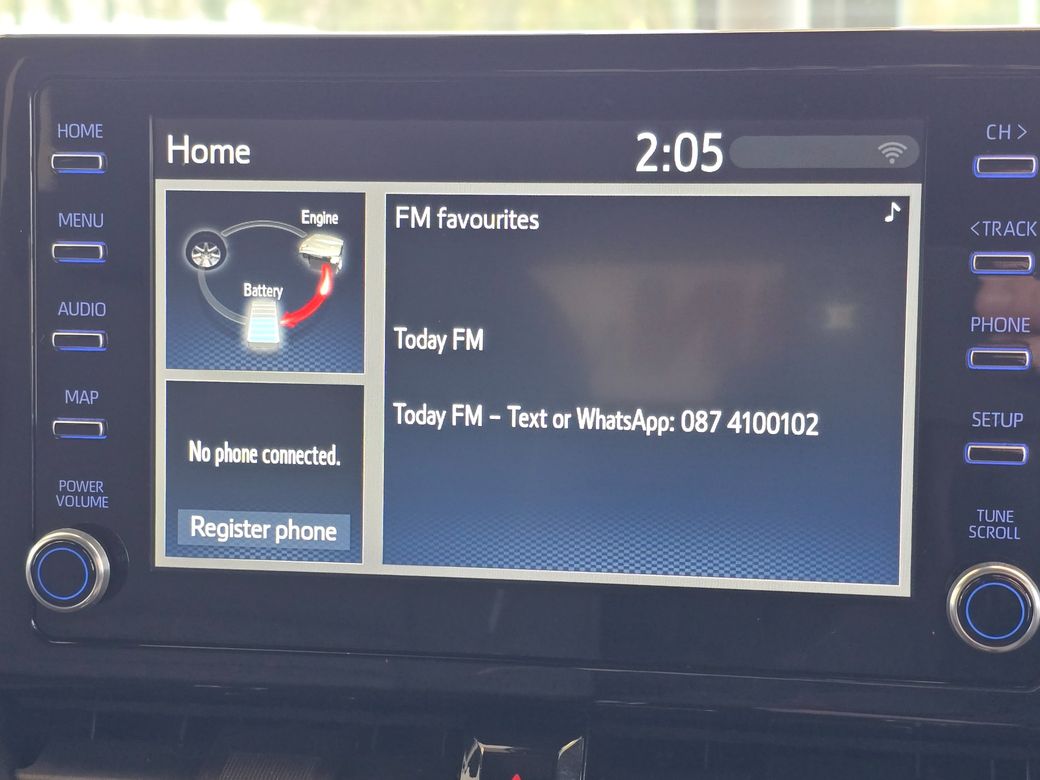 HOME
MENU
AUDIO
MAP
POWER
VOLUME
Home
2:05
Engine
Battery
No phone connected.
Register phone
FM favourites
Today FM
Today FM – Text or WhatsApp: 087 4100102
CH >
<TRACK
PHONE
SETUP
TUNE
SCROLL